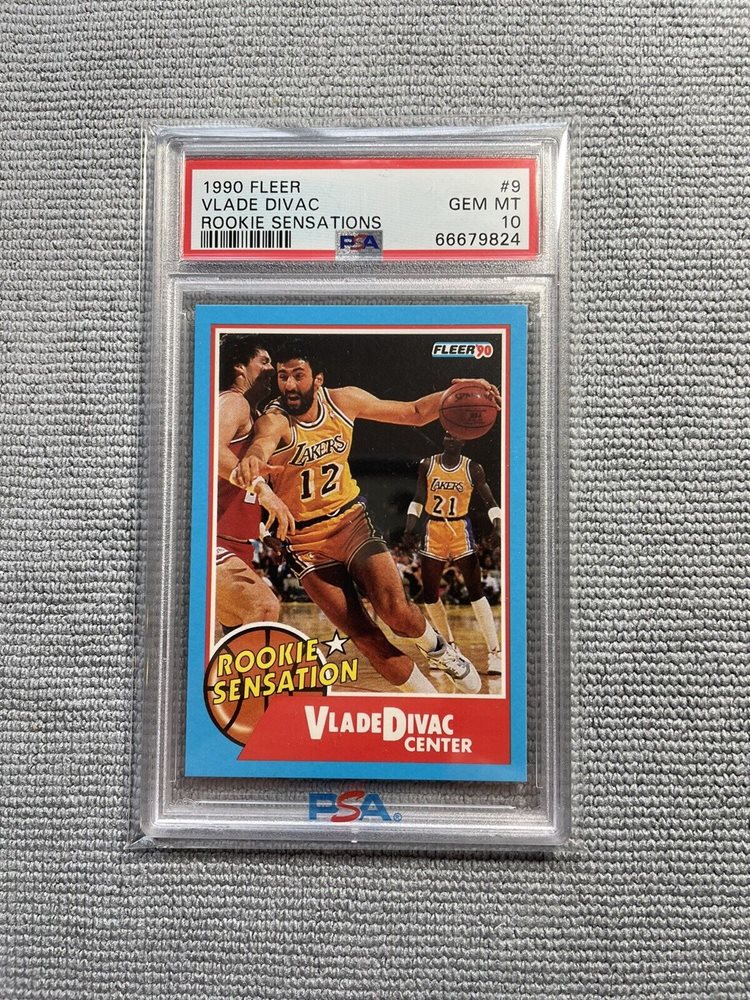 1990 FLEER #9
VLADE DIVAC GEM MT
ROOKIE SENSATIONS 10
PSA 66679824
FLEER'90
LAKERS
12
LAKERS
21
ROOKIE
SENSATION
VLADE DIVAC
CENTER
PSA®